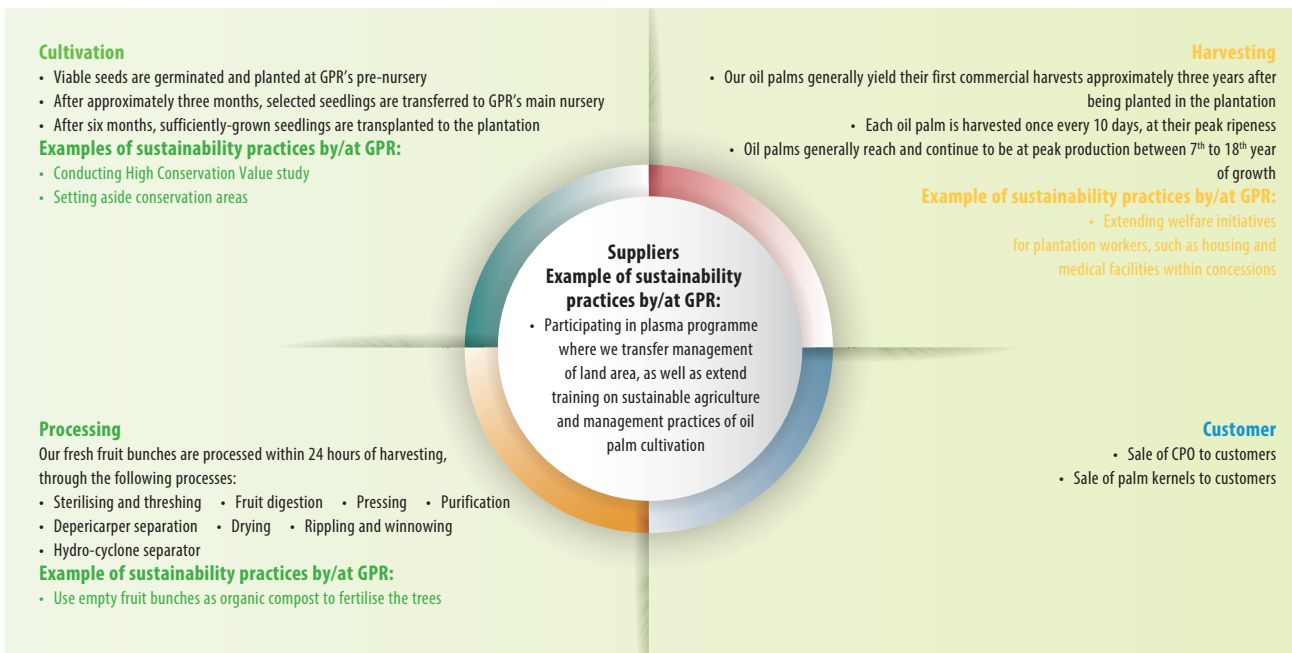 Cultivation
• Viable seeds are germinated and planted at GPR's pre-nursery
• After approximately three months, selected seedlings are transferred to GPR's main nursery
• After six months, sufficiently-grown seedlings are transplanted to the plantation
Examples of sustainability practices by/at GPR:
• Conducting High Conservation Value study
• Setting aside conservation areas
Harvesting
• Our oil palms generally yield their first commercial harvests approximately three years after
being planted in the plantation
• Each oil palm is harvested once every 10 days, at their peak ripeness
• Oil palms generally reach and continue to be at peak production between 7th to 18th year
of growth
Example of sustainability practices by/at GPR:
• Extending welfare initiatives
for plantation workers, such as housing and
medical facilities within concessions
Suppliers
Example of sustainability
practices by/at GPR:
• Participating in plasma programme
where we transfer management
of land area, as well as extend
training on sustainable agriculture
and management practices of oil
palm cultivation
Processing
Our fresh fruit bunches are processed within 24 hours of harvesting,
through the following processes:
• Sterilising and threshing • Fruit digestion • Pressing • Purification
• Depericarper separation • Drying • Rippling and winnowing
• Hydro-cyclone separator
Example of sustainability practices by/at GPR:
• Use empty fruit bunches as organic compost to fertilise the trees
Customer
• Sale of CPO to customers
• Sale of palm kernels to customers